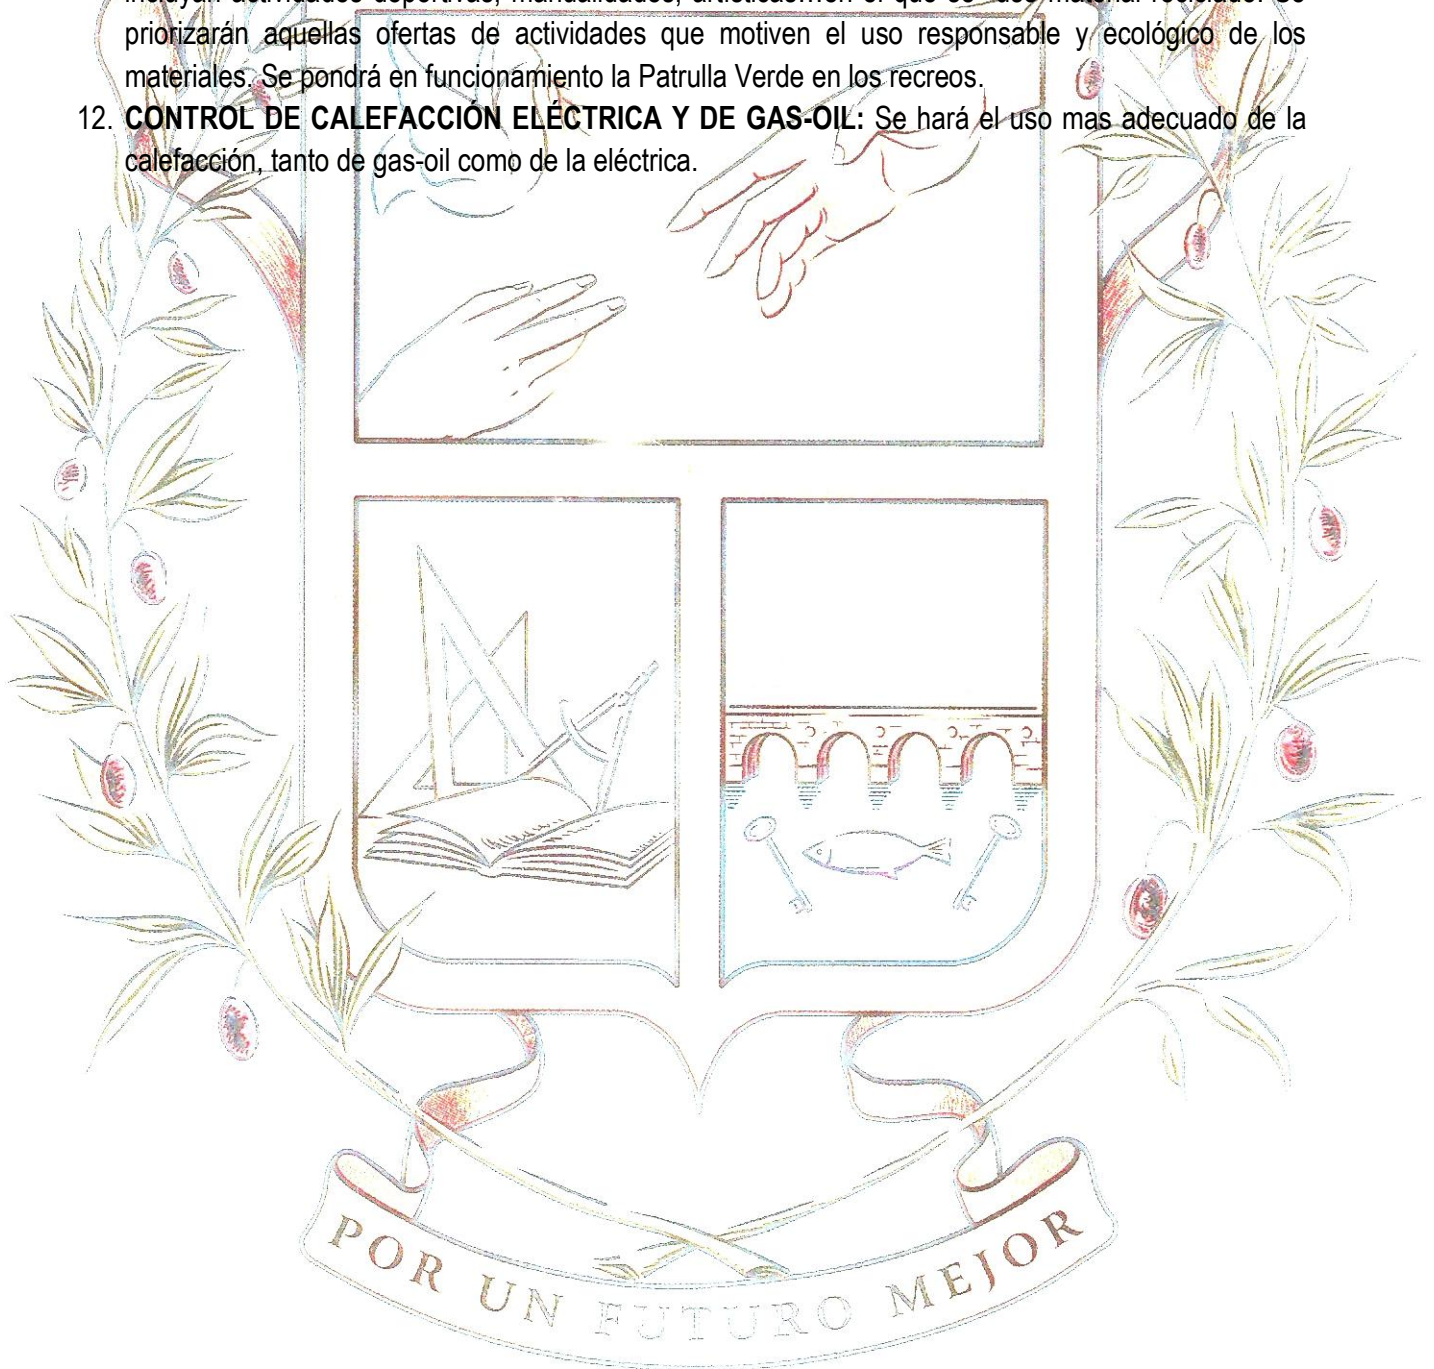 priorizarán aquellas ofertas de actividades que motiven el uso responsable y ecológico de los
materiales. Se pondrá en funcionamiento la Patrulla Verde en los recreos.
12. CONTROL DE CALEFACCIÓN ELÉCTRICA Y DE GAS-OIL: Se hará el uso mas adecuado de la
calefacción, tanto de gas-oil como de la eléctrica.
POR UN FUTURO MEJOR